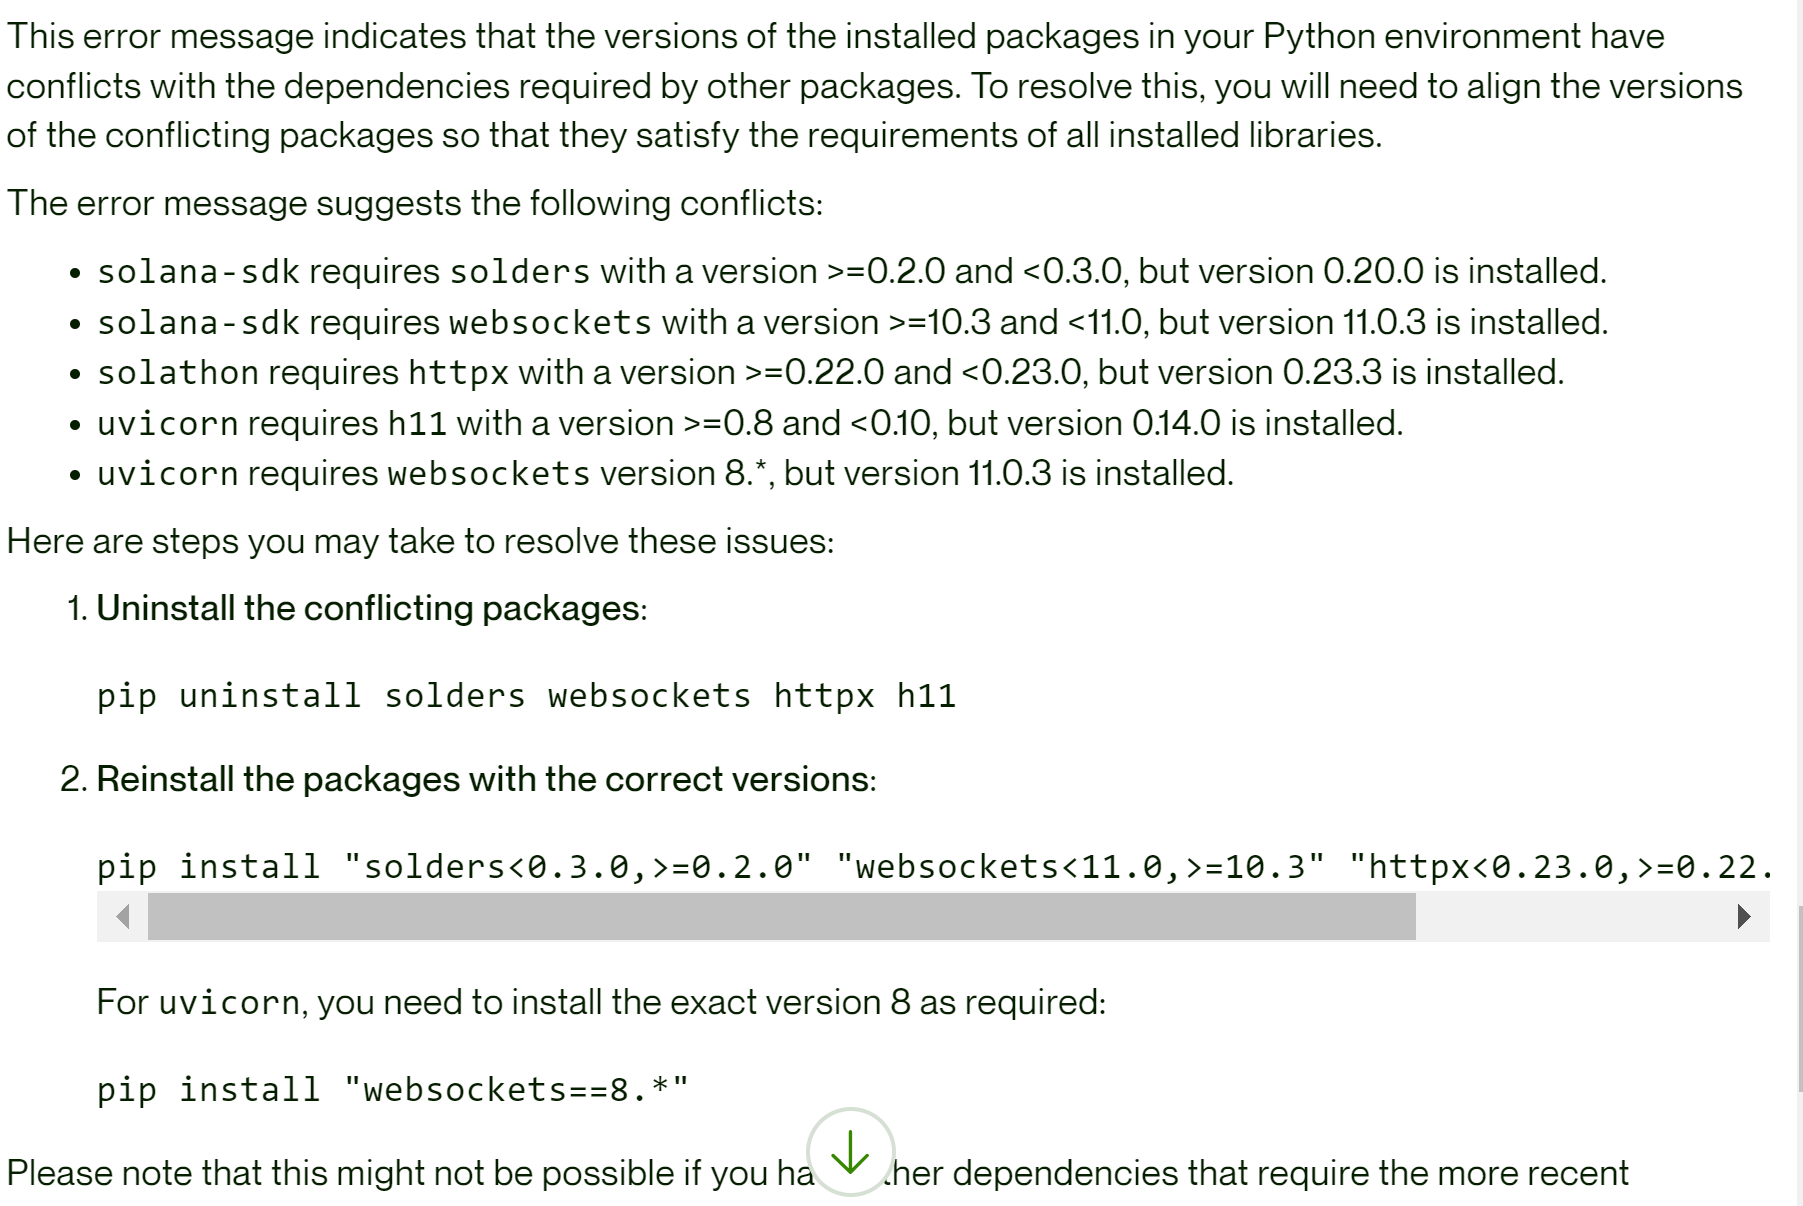 This error message indicates that the versions of the installed packages in your Python environment have
conflicts with the dependencies required by other packages. To resolve this, you will need to align the versions
of the conflicting packages so that they satisfy the requirements of all installed libraries.
The error message suggests the following conflicts:
• solana-sdk requires solders with a version >=0.2.0 and <0.3.0, but version 0.20.0 is installed.
• solana-sdk requires websockets with a version >=10.3 and <11.0, but version 11.0.3 is installed.
• solathon requires httpx with a version >=0.22.0 and <0.23.0, but version 0.23.3 is installed.
• uvicorn requires h11 with a version >=0.8 and <0.10, but version 0.14.0 is installed.
• uvicorn requires websockets version 8.*, but version 11.0.3 is installed.
Here are steps you may take to resolve these issues:
1. Uninstall the conflicting packages:
pip uninstall solders websockets httpx h11
2. Reinstall the packages with the correct versions:
pip install "solders<0.3.0,>=0.2.0" "websockets<11.0,>=10.3" "httpx<0.23.0,>=0.22.
For uvicorn, you need to install the exact version 8 as required:
pip install "websockets==8.*"
Please note that this might not be possible if you ha ther dependencies that require the more recent